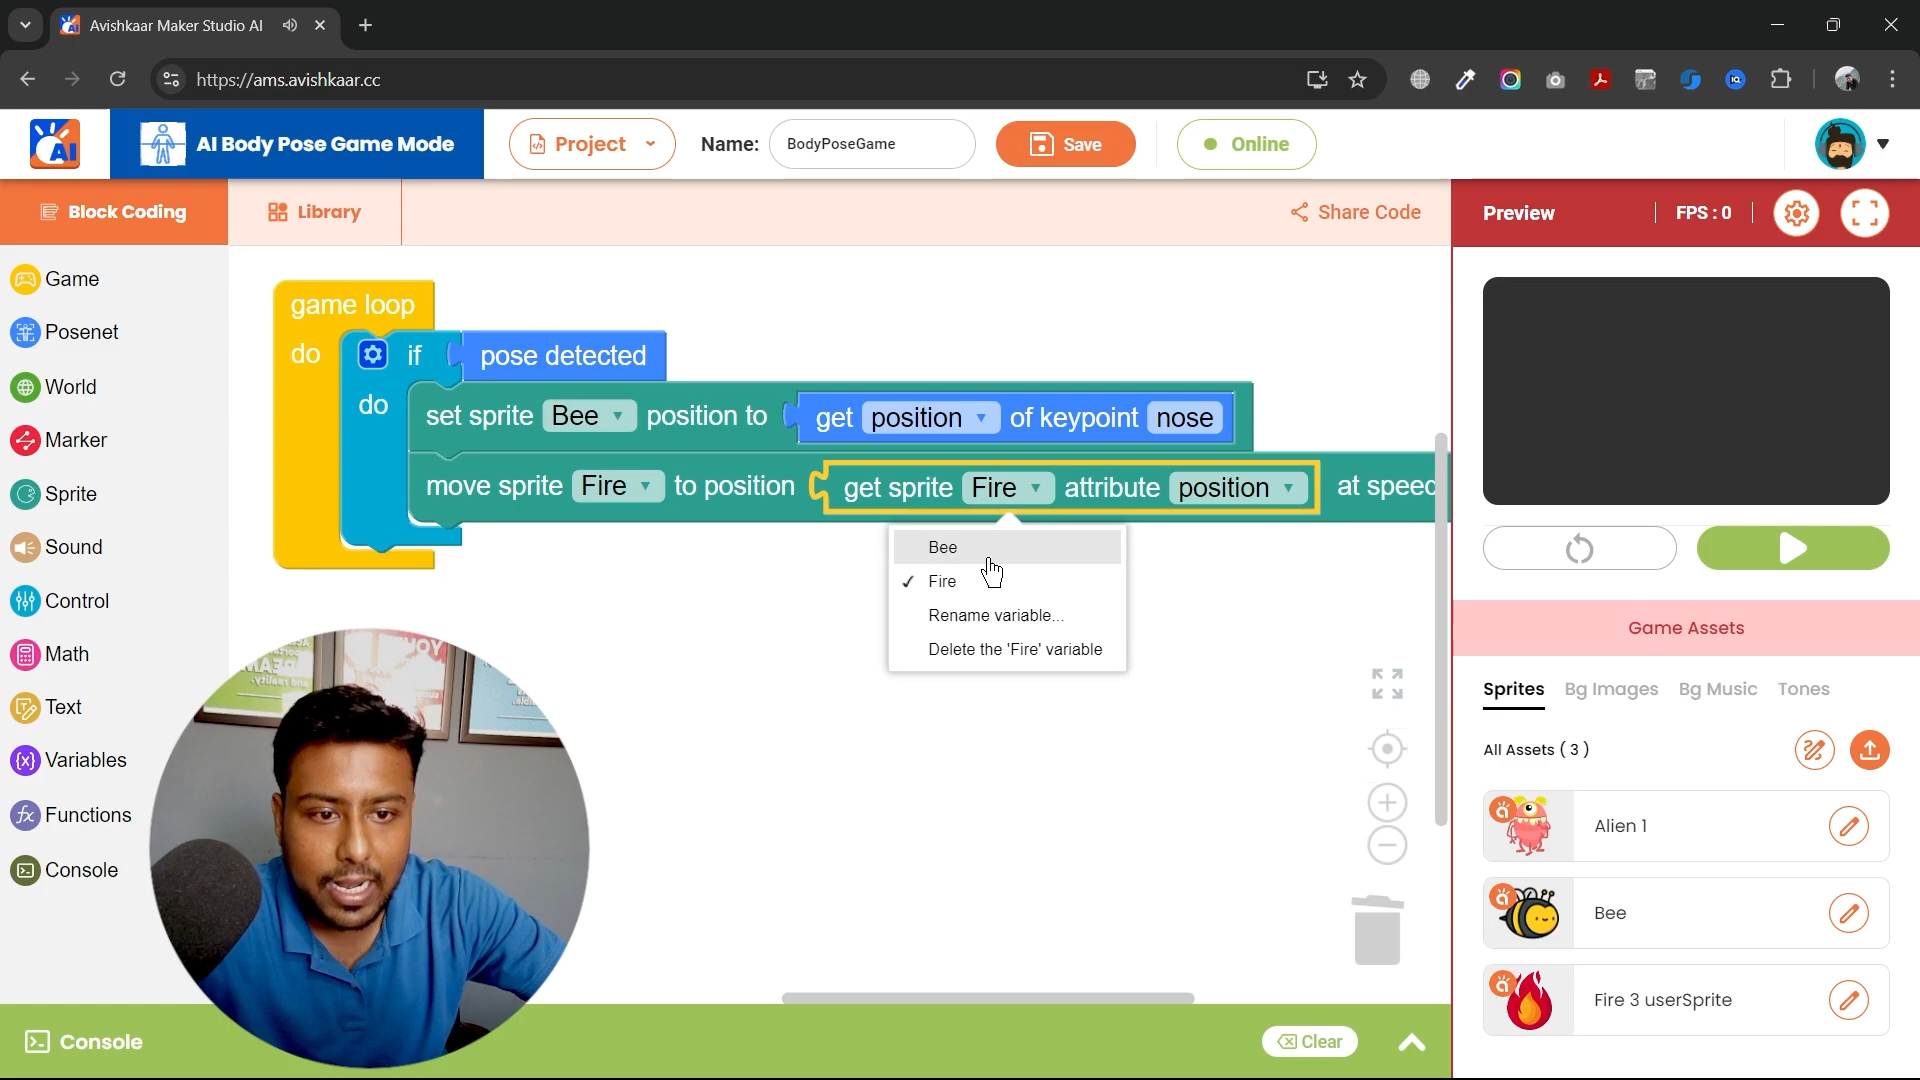 Avishkaar Maker Studio AI
https://ams.avishkaar.cc
AI
AI Body Pose Game Mode
Project
Name:
BodyPoseGame
Save
Online
Block Coding
Library
Share Code
Preview
FPS : 0
Game
Posenet
World
Marker
Sprite
Sound
Control
Math
Text
Variables
Functions
Console
game loop
do
if
pose detected
do
set sprite Bee position to get position of keypoint nose
move sprite Fire to position get sprite Fire attribute position at speed
Bee
✓ Fire
Rename variable...
Delete the 'Fire' variable
Game Assets
Sprites Bg Images Bg Music Tones
All Assets ( 3 )
Alien 1
Bee
Fire 3 userSprite
Console
Clear